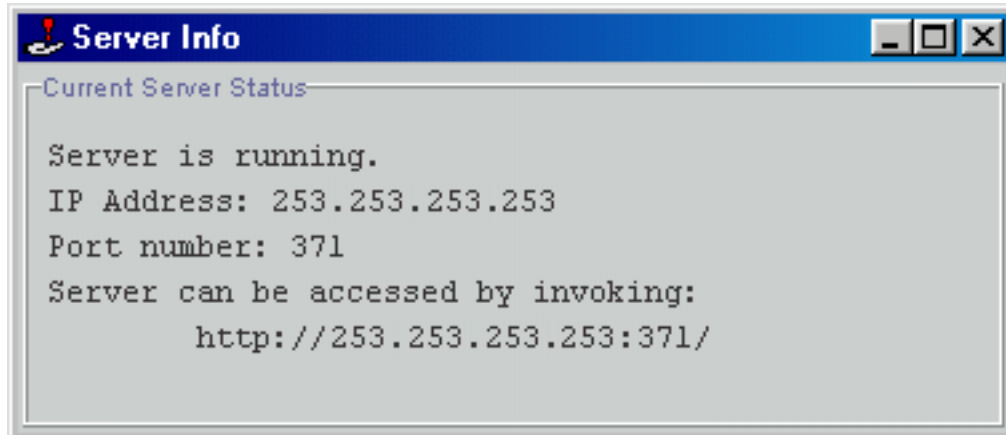 Server Info
Current Server Status
Server is running.
IP Address: 253.253.253.253
Port number: 371
Server can be accessed by invoking:
http://253.253.253.253:371/